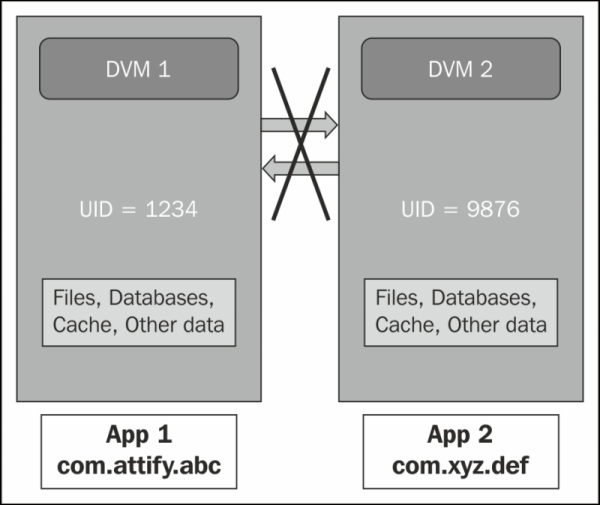 DVM 1
DVM 2
UID = 1234
UID = 9876
Files, Databases,
Cache, Other data
Files, Databases,
Cache, Other data
App 1
com.attify.abc
App 2
com.xyz.def